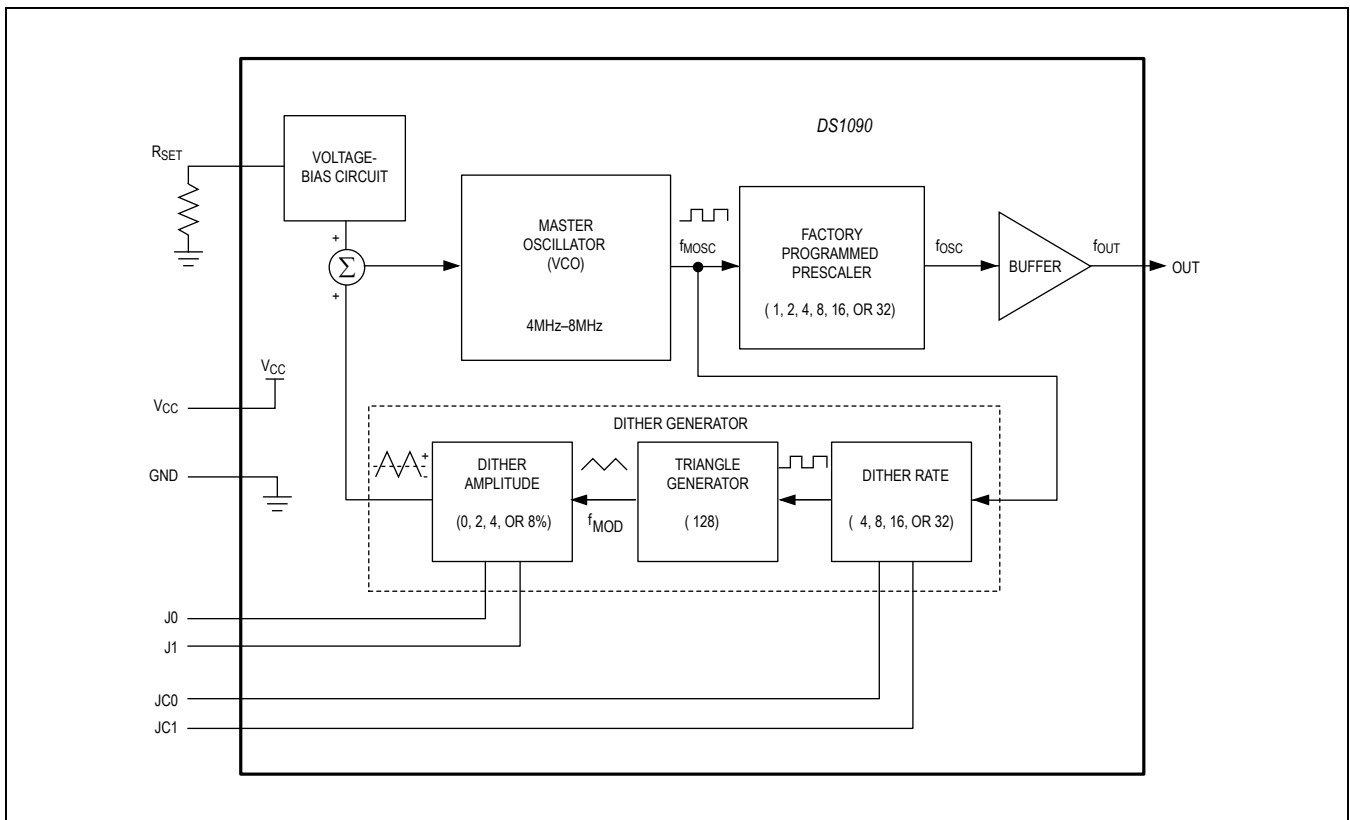 DS1090
RSET
VOLTAGE-
BIAS CIRCUIT
+
Σ
+
MASTER
OSCILLATOR
(VCO)
4MHz–8MHz
fMOSC
FACTORY
PROGRAMMED
PRESCALER
( 1, 2, 4, 8, 16, OR 32)
fOSC
BUFFER
fOUT
OUT
VCC
VCC
GND
DITHER GENERATOR
+
-
DITHER
AMPLITUDE
(0, 2, 4, OR 8%)
fMOD
TRIANGLE
GENERATOR
( 128)
DITHER RATE
( 4, 8, 16, OR 32)
J0
J1
JC0
JC1